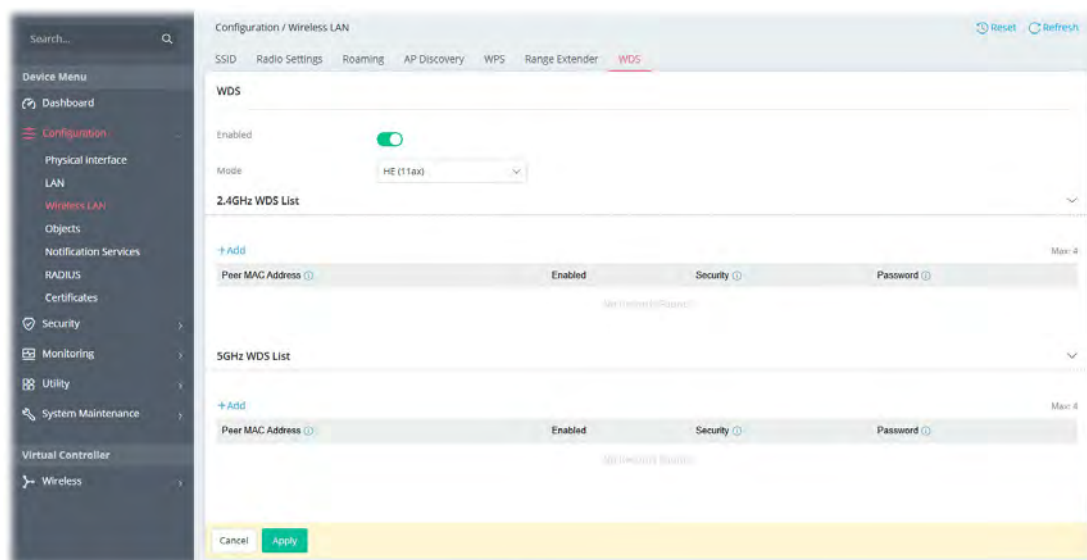 Search...
Device Menu
Dashboard
Configuration
Physical Interface
LAN
Wireless LAN
Objects
Notification Services
RADIUS
Certificates
Security
Monitoring
Utility
System Maintenance
Virtual Controller
Wireless
Configuration / Wireless LAN
Reset Refresh
SSID Radio Settings Roaming AP Discovery WPS Range Extender WDS
WDS
Enabled
Mode HE (11ax)
2.4GHz WDS List
+Add Max: 4
Peer MAC Address Enabled Security Password
5GHz WDS List
+Add Max: 4
Peer MAC Address Enabled Security Password
Cancel Apply